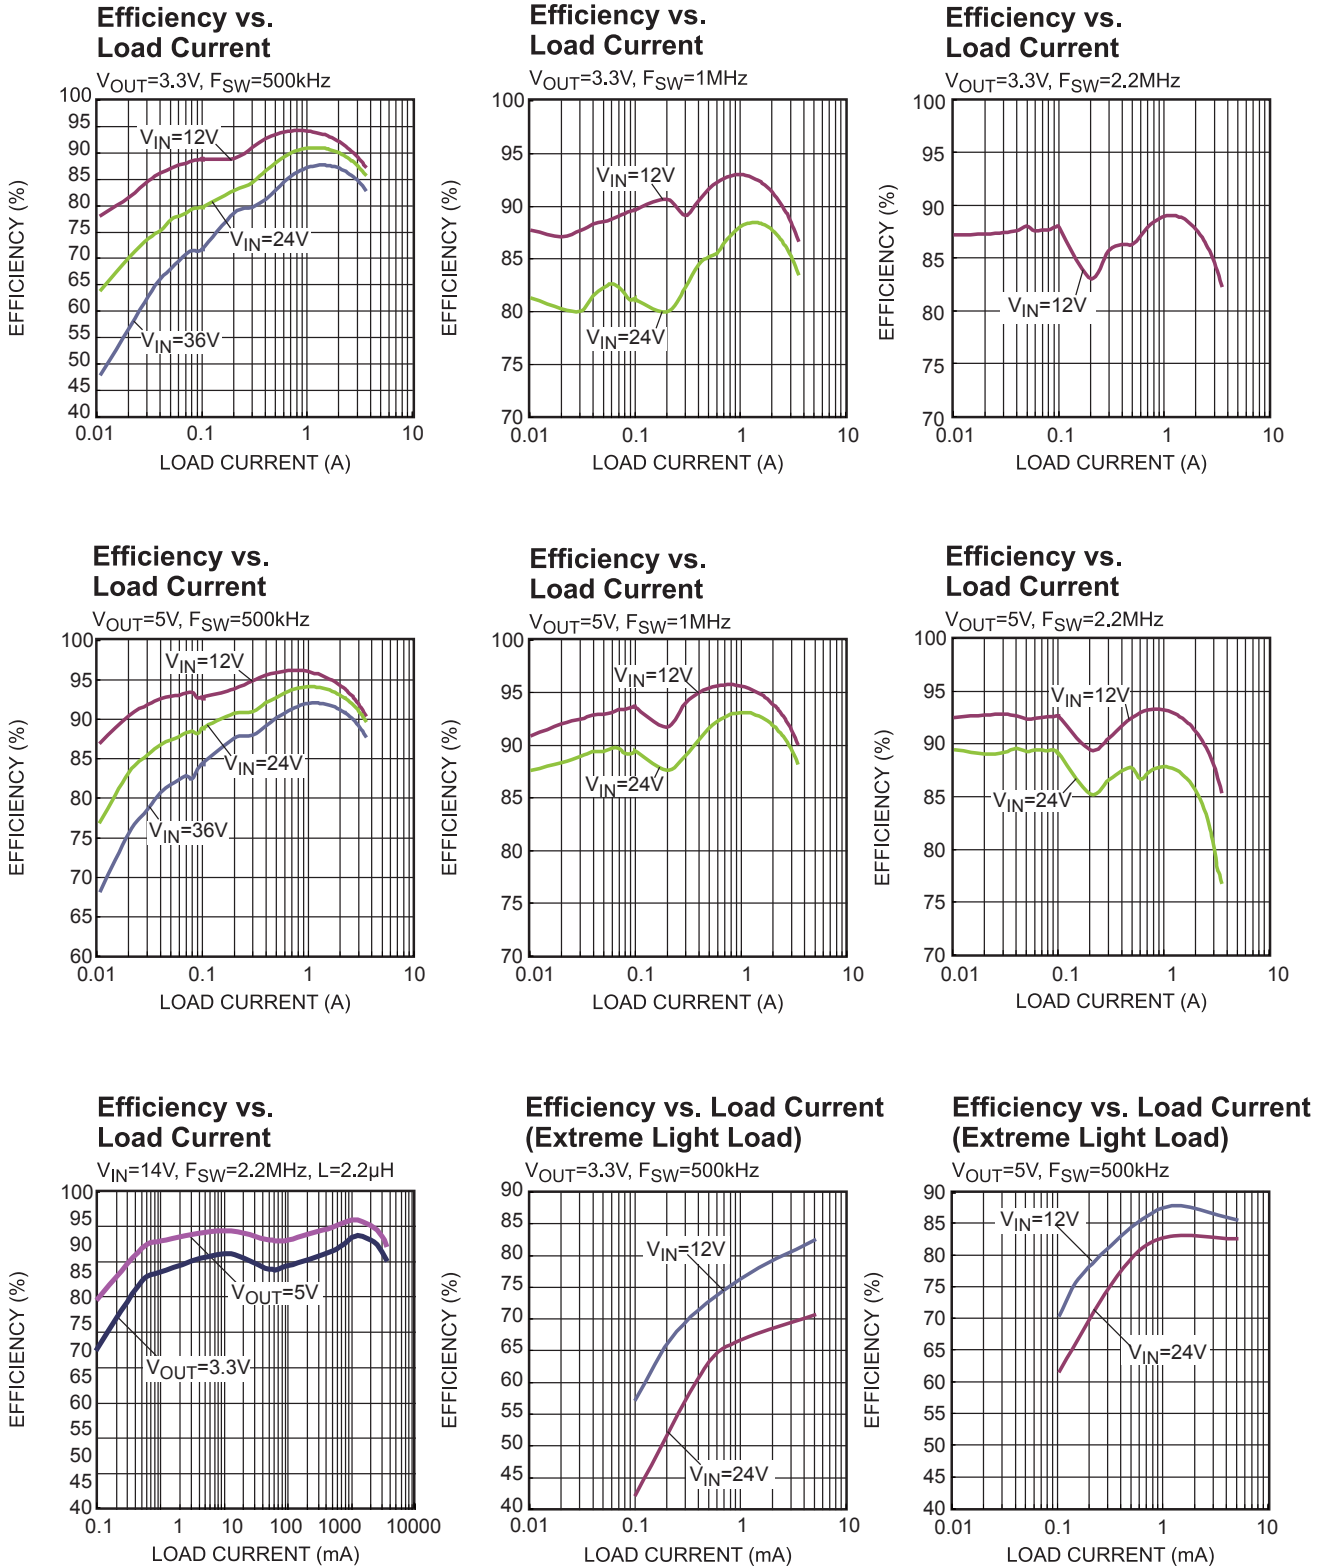 Efficiency vs.
Load Current
VOUT=3.3V, FSW=500kHz
100
95
90
85
80
75
70
65
60
55
50
45
40
EFFICIENCY (%)
VIN=12V
VIN=24V
VIN=36V
0.01 0.1 1 10
LOAD CURRENT (A)
Efficiency vs.
Load Current
VOUT=3.3V, FSW=1MHz
100
95
90
85
80
75
70
EFFICIENCY (%)
VIN=12V
VIN=24V
0.01 0.1 1 10
LOAD CURRENT (A)
Efficiency vs.
Load Current
VOUT=3.3V, FSW=2.2MHz
100
95
90
85
80
75
70
EFFICIENCY (%)
VIN=12V
0.01 0.1 1 10
LOAD CURRENT (A)
Efficiency vs.
Load Current
VOUT=5V, FSW=500kHz
100
95
90
85
80
75
70
65
60
EFFICIENCY (%)
VIN=12V
VIN=24V
VIN=36V
0.01 0.1 1 10
LOAD CURRENT (A)
Efficiency vs.
Load Current
VOUT=5V, FSW=1MHz
100
95
90
85
80
75
70
EFFICIENCY (%)
VIN=12V
VIN=24V
0.01 0.1 1 10
LOAD CURRENT (A)
Efficiency vs.
Load Current
VOUT=5V, FSW=2.2MHz
100
95
90
85
80
75
70
EFFICIENCY (%)
VIN=12V
VIN=24V
0.01 0.1 1 10
LOAD CURRENT (A)
Efficiency vs.
Load Current
VIN=14V, FSW=2.2MHz, L=2.2µH
100
95
90
85
80
75
70
65
60
55
50
45
40
EFFICIENCY (%)
VOUT=5V
VOUT=3.3V
0.1 1 10 100 1000 10000
LOAD CURRENT (mA)
Efficiency vs. Load Current
(Extreme Light Load)
VOUT=3.3V, FSW=500kHz
90
85
80
75
70
65
60
55
50
45
40
EFFICIENCY (%)
VIN=12V
VIN=24V
0.01 0.1 1 10
LOAD CURRENT (mA)
Efficiency vs. Load Current
(Extreme Light Load)
VOUT=5V, FSW=500kHz
90
85
80
75
70
65
60
55
50
45
40
EFFICIENCY (%)
VIN=12V
VIN=24V
0.01 0.1 1 10
LOAD CURRENT (mA)